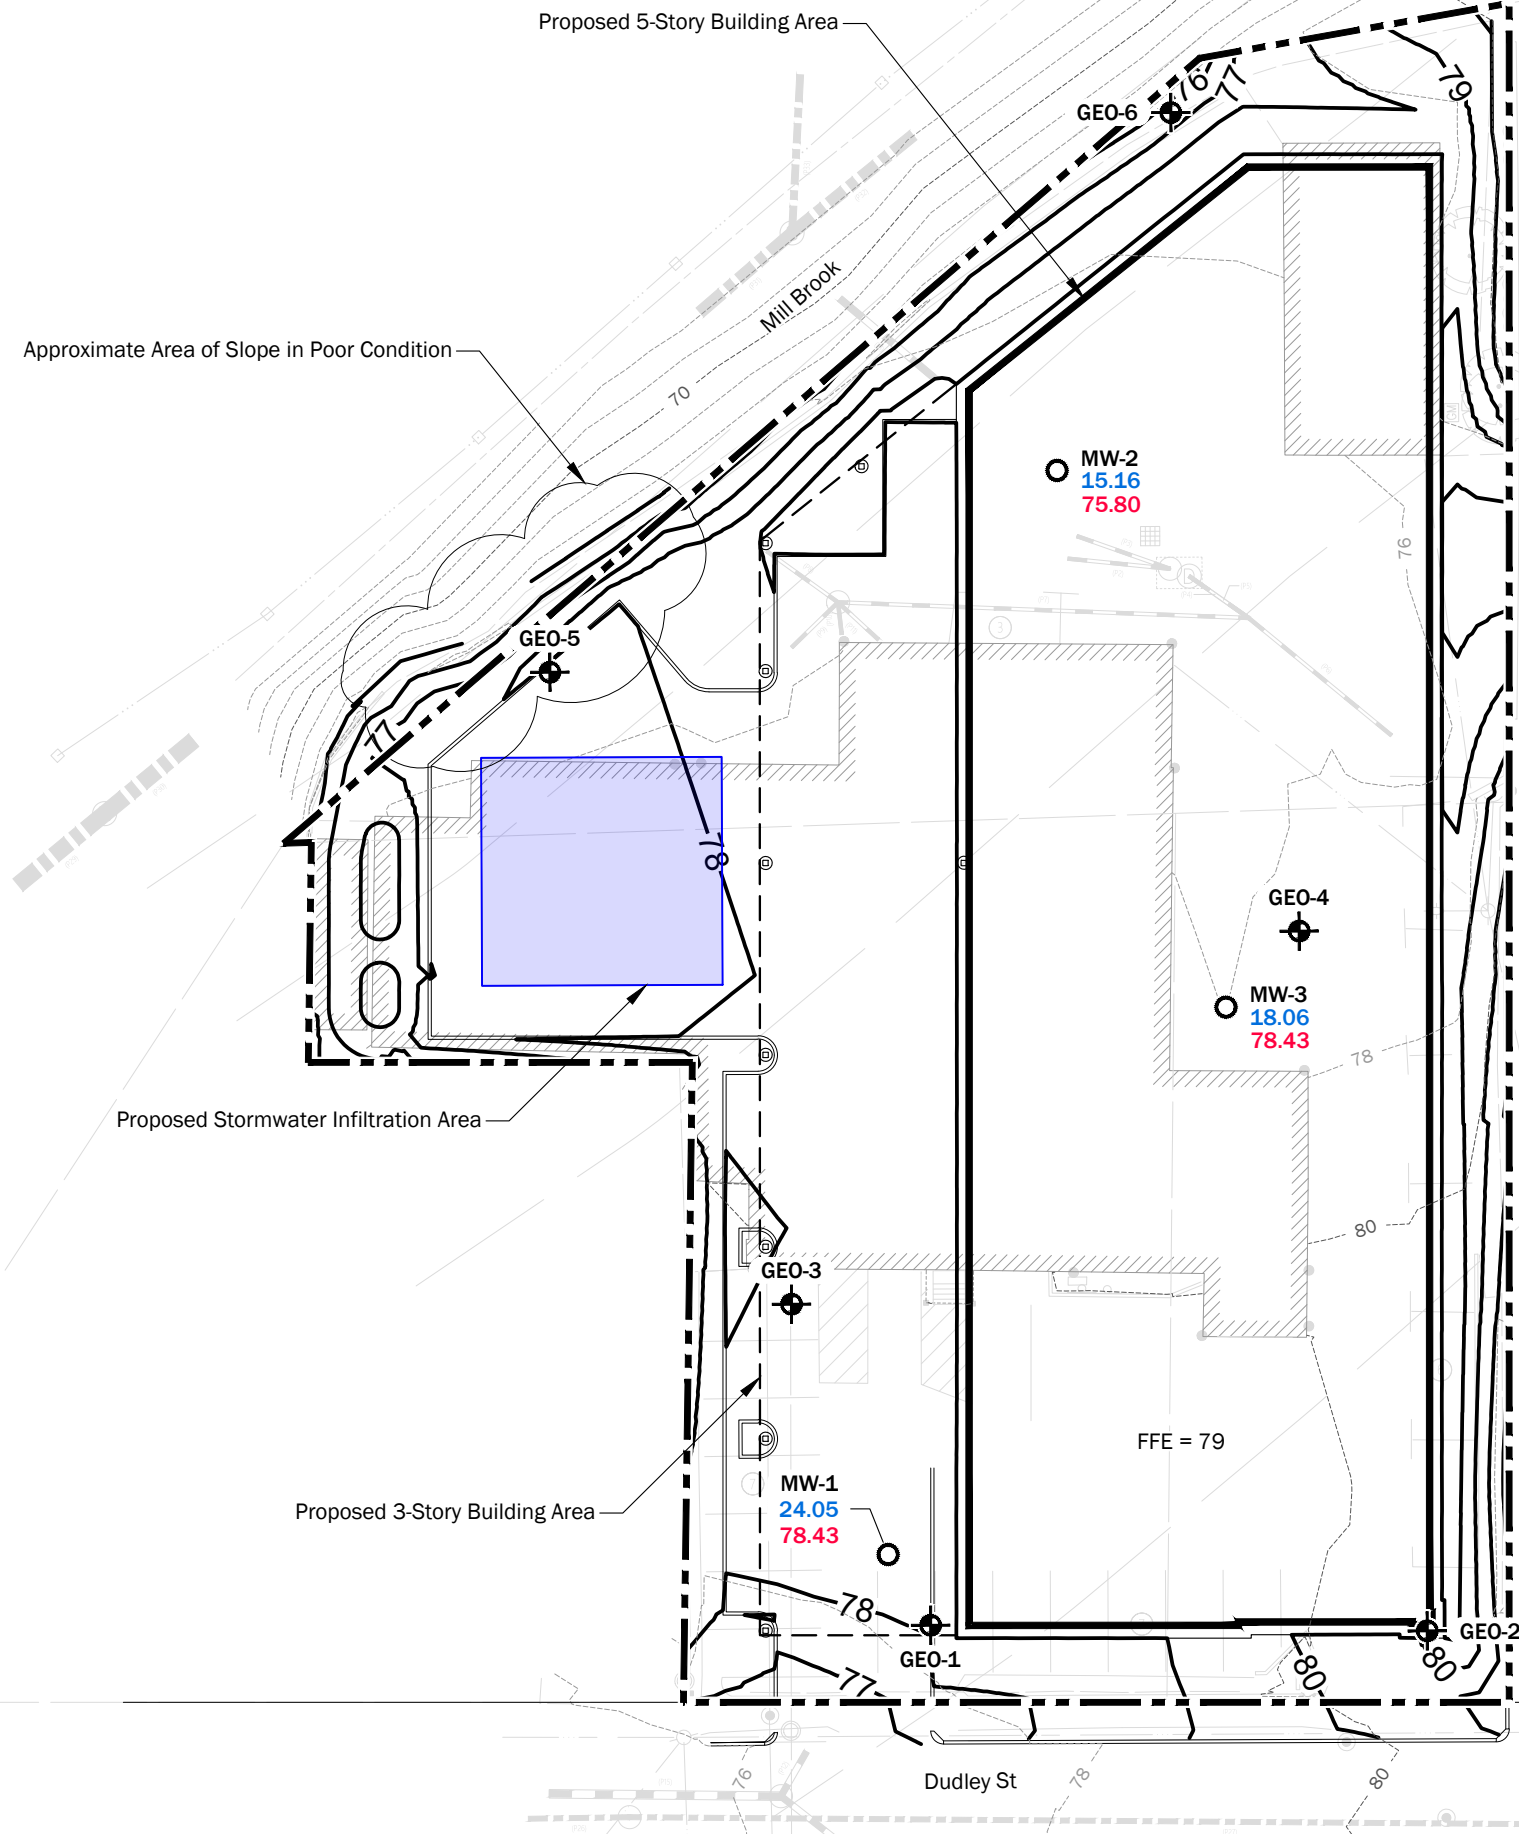 Proposed 5-Story Building Area
76
77
79
GEO-6
Mill Brook
Approximate Area of Slope in Poor Condition
70
MW-2
15.16
75.80
76
3
GEO-5
77
78
GEO-4
MW-3
18.06
78.43
78
Proposed Stormwater Infiltration Area
80
GEO-3
FFE = 79
MW-1
24.05
78.43
7
Proposed 3-Story Building Area
78
GEO-1
GEO-2
80
80
77
76
Dudley St
78
80